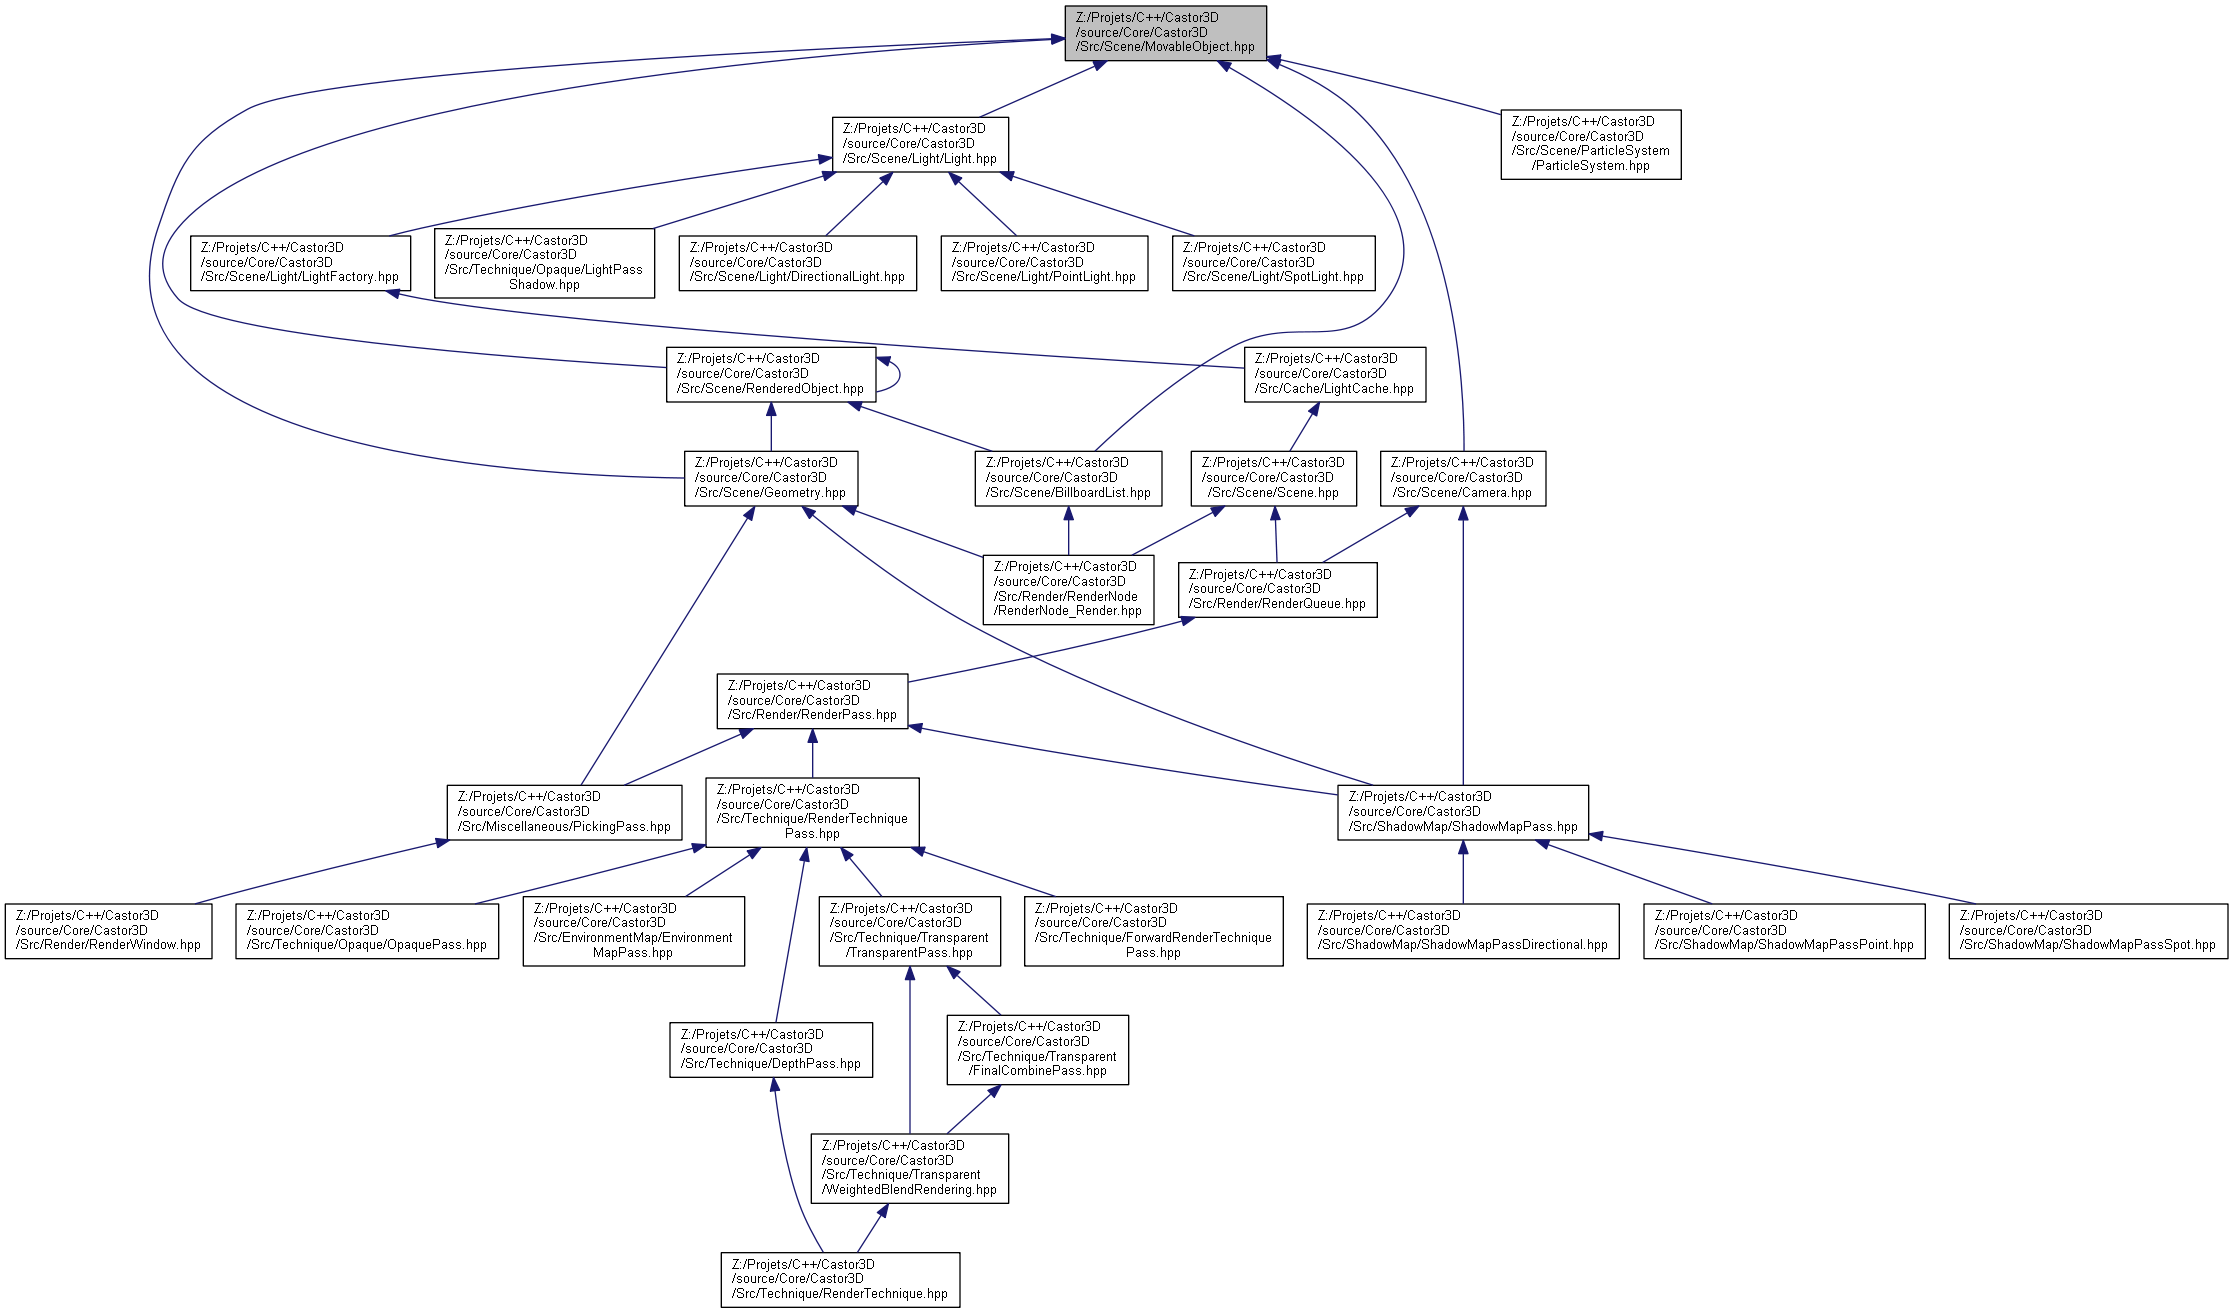 Z:/Projets/C++/Castor3D
/source/Core/Castor3D
/Src/Scene/MovableObject.hpp
Z:/Projets/C++/Castor3D
/source/Core/Castor3D
/Src/Scene/ParticleSystem
/ParticleSystem.hpp
Z:/Projets/C++/Castor3D
/source/Core/Castor3D
/Src/Scene/Light/Light.hpp
Z:/Projets/C++/Castor3D
/source/Core/Castor3D
/Src/Scene/Light/LightFactory.hpp
Z:/Projets/C++/Castor3D
/source/Core/Castor3D
/Src/Technique/Opaque/LightPass
Shadow.hpp
Z:/Projets/C++/Castor3D
/source/Core/Castor3D
/Src/Scene/Light/DirectionalLight.hpp
Z:/Projets/C++/Castor3D
/source/Core/Castor3D
/Src/Scene/Light/PointLight.hpp
Z:/Projets/C++/Castor3D
/source/Core/Castor3D
/Src/Scene/Light/SpotLight.hpp
Z:/Projets/C++/Castor3D
/source/Core/Castor3D
/Src/Scene/RenderedObject.hpp
Z:/Projets/C++/Castor3D
/source/Core/Castor3D
/Src/Cache/LightCache.hpp
Z:/Projets/C++/Castor3D
/source/Core/Castor3D
/Src/Scene/Geometry.hpp
Z:/Projets/C++/Castor3D
/source/Core/Castor3D
/Src/Scene/BillboardList.hpp
Z:/Projets/C++/Castor3D
/source/Core/Castor3D
/Src/Scene/Scene.hpp
Z:/Projets/C++/Castor3D
/source/Core/Castor3D
/Src/Scene/Camera.hpp
Z:/Projets/C++/Castor3D
/source/Core/Castor3D
/Src/Render/RenderNode
/RenderNode_Render.hpp
Z:/Projets/C++/Castor3D
/source/Core/Castor3D
/Src/Render/RenderQueue.hpp
Z:/Projets/C++/Castor3D
/source/Core/Castor3D
/Src/Render/RenderPass.hpp
Z:/Projets/C++/Castor3D
/source/Core/Castor3D
/Src/Miscellaneous/PickingPass.hpp
Z:/Projets/C++/Castor3D
/source/Core/Castor3D
/Src/Technique/RenderTechnique
Pass.hpp
Z:/Projets/C++/Castor3D
/source/Core/Castor3D
/Src/ShadowMap/ShadowMapPass.hpp
Z:/Projets/C++/Castor3D
/source/Core/Castor3D
/Src/Render/RenderWindow.hpp
Z:/Projets/C++/Castor3D
/source/Core/Castor3D
/Src/Technique/Opaque/OpaquePass.hpp
Z:/Projets/C++/Castor3D
/source/Core/Castor3D
/Src/EnvironmentMap/Environment
MapPass.hpp
Z:/Projets/C++/Castor3D
/source/Core/Castor3D
/Src/Technique/Transparent
/TransparentPass.hpp
Z:/Projets/C++/Castor3D
/source/Core/Castor3D
/Src/Technique/ForwardRenderTechnique
Pass.hpp
Z:/Projets/C++/Castor3D
/source/Core/Castor3D
/Src/ShadowMap/ShadowMapPassDirectional.hpp
Z:/Projets/C++/Castor3D
/source/Core/Castor3D
/Src/ShadowMap/ShadowMapPassPoint.hpp
Z:/Projets/C++/Castor3D
/source/Core/Castor3D
/Src/ShadowMap/ShadowMapPassSpot.hpp
Z:/Projets/C++/Castor3D
/source/Core/Castor3D
/Src/Technique/DepthPass.hpp
Z:/Projets/C++/Castor3D
/source/Core/Castor3D
/Src/Technique/Transparent
/FinalCombinePass.hpp
Z:/Projets/C++/Castor3D
/source/Core/Castor3D
/Src/Technique/Transparent
/WeightedBlendRendering.hpp
Z:/Projets/C++/Castor3D
/source/Core/Castor3D
/Src/Technique/RenderTechnique.hpp